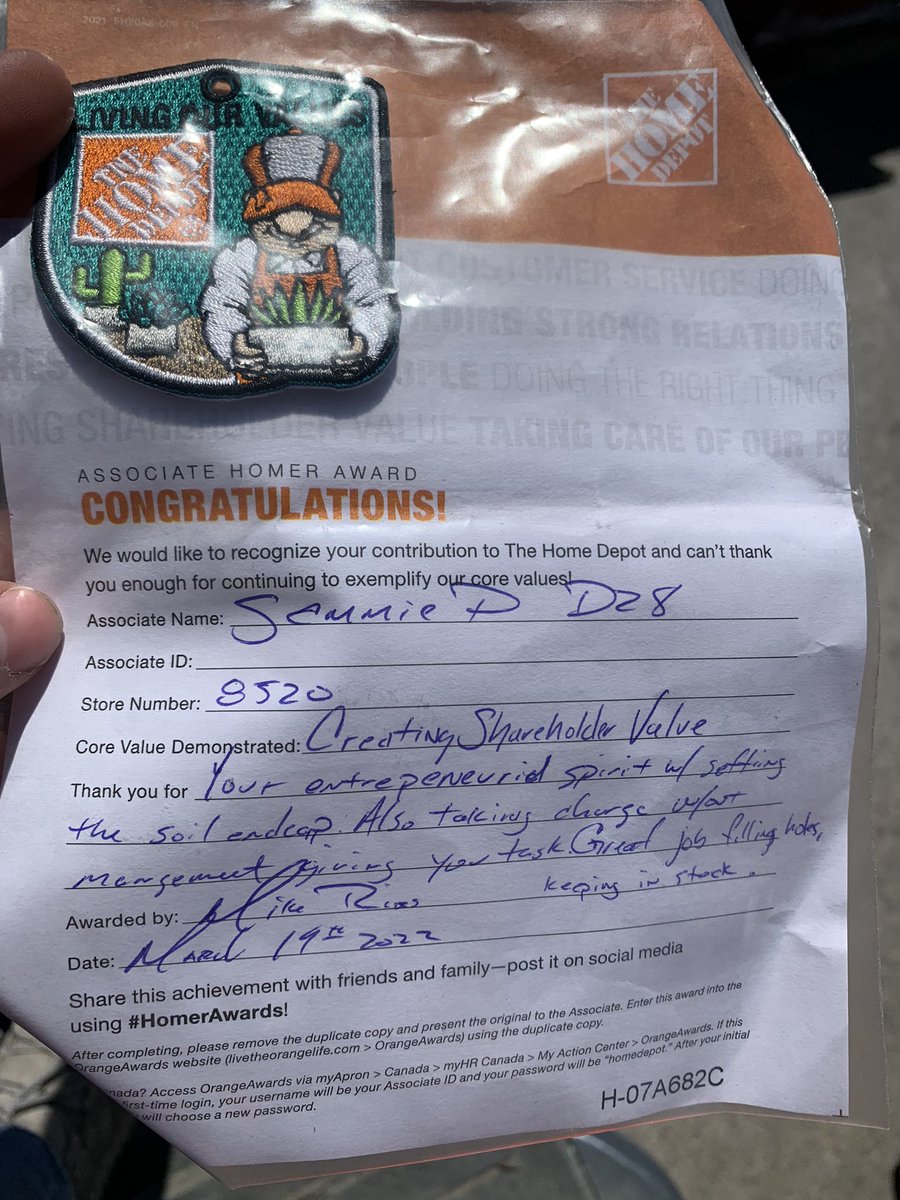 LIVING OUR VALUES
THE
HOME
DEPOT
THE
HOME
DEPOT
CUSTOMER SERVICE DOING
BUILDING STRONG RELATIONS
PEOPLE DOING THE RIGHT THING
ING SHAREHOLDER VALUE TAKING CARE OF OUR PE
ASSOCIATE HOMER AWARD
CONGRATULATIONS!
We would like to recognize your contribution to The Home Depot and can't thank
you enough for continuing to exemplify our core values!
Associate Name: Sammie D D28
Associate ID:
Store Number: 8520
Core Value Demonstrated: Creating Shareholder Value
Thank you for Your entrepeneurid spirit w/ setting
the soil endcap. Also taking charge w/out
mangement giving you task. Great job filling holes,
keeping in stock.
Awarded by: Mike
Date: March 19th 2022
Share this achievement with friends and family—post it on social media
using #HomerAwards!
After completing, please remove the duplicate copy and present the original to the Associate. Enter this award into the
OrangeAwards website (livetheorangelife.com > OrangeAwards) using the duplicate copy.
nada? Access OrangeAwards via myApron > Canada > myHR Canada > My Action Center > OrangeAwards. If this
first-time login, your username will be your Associate ID and your password will be "homedepot." After your initial
will choose a new password.
H-07A682C